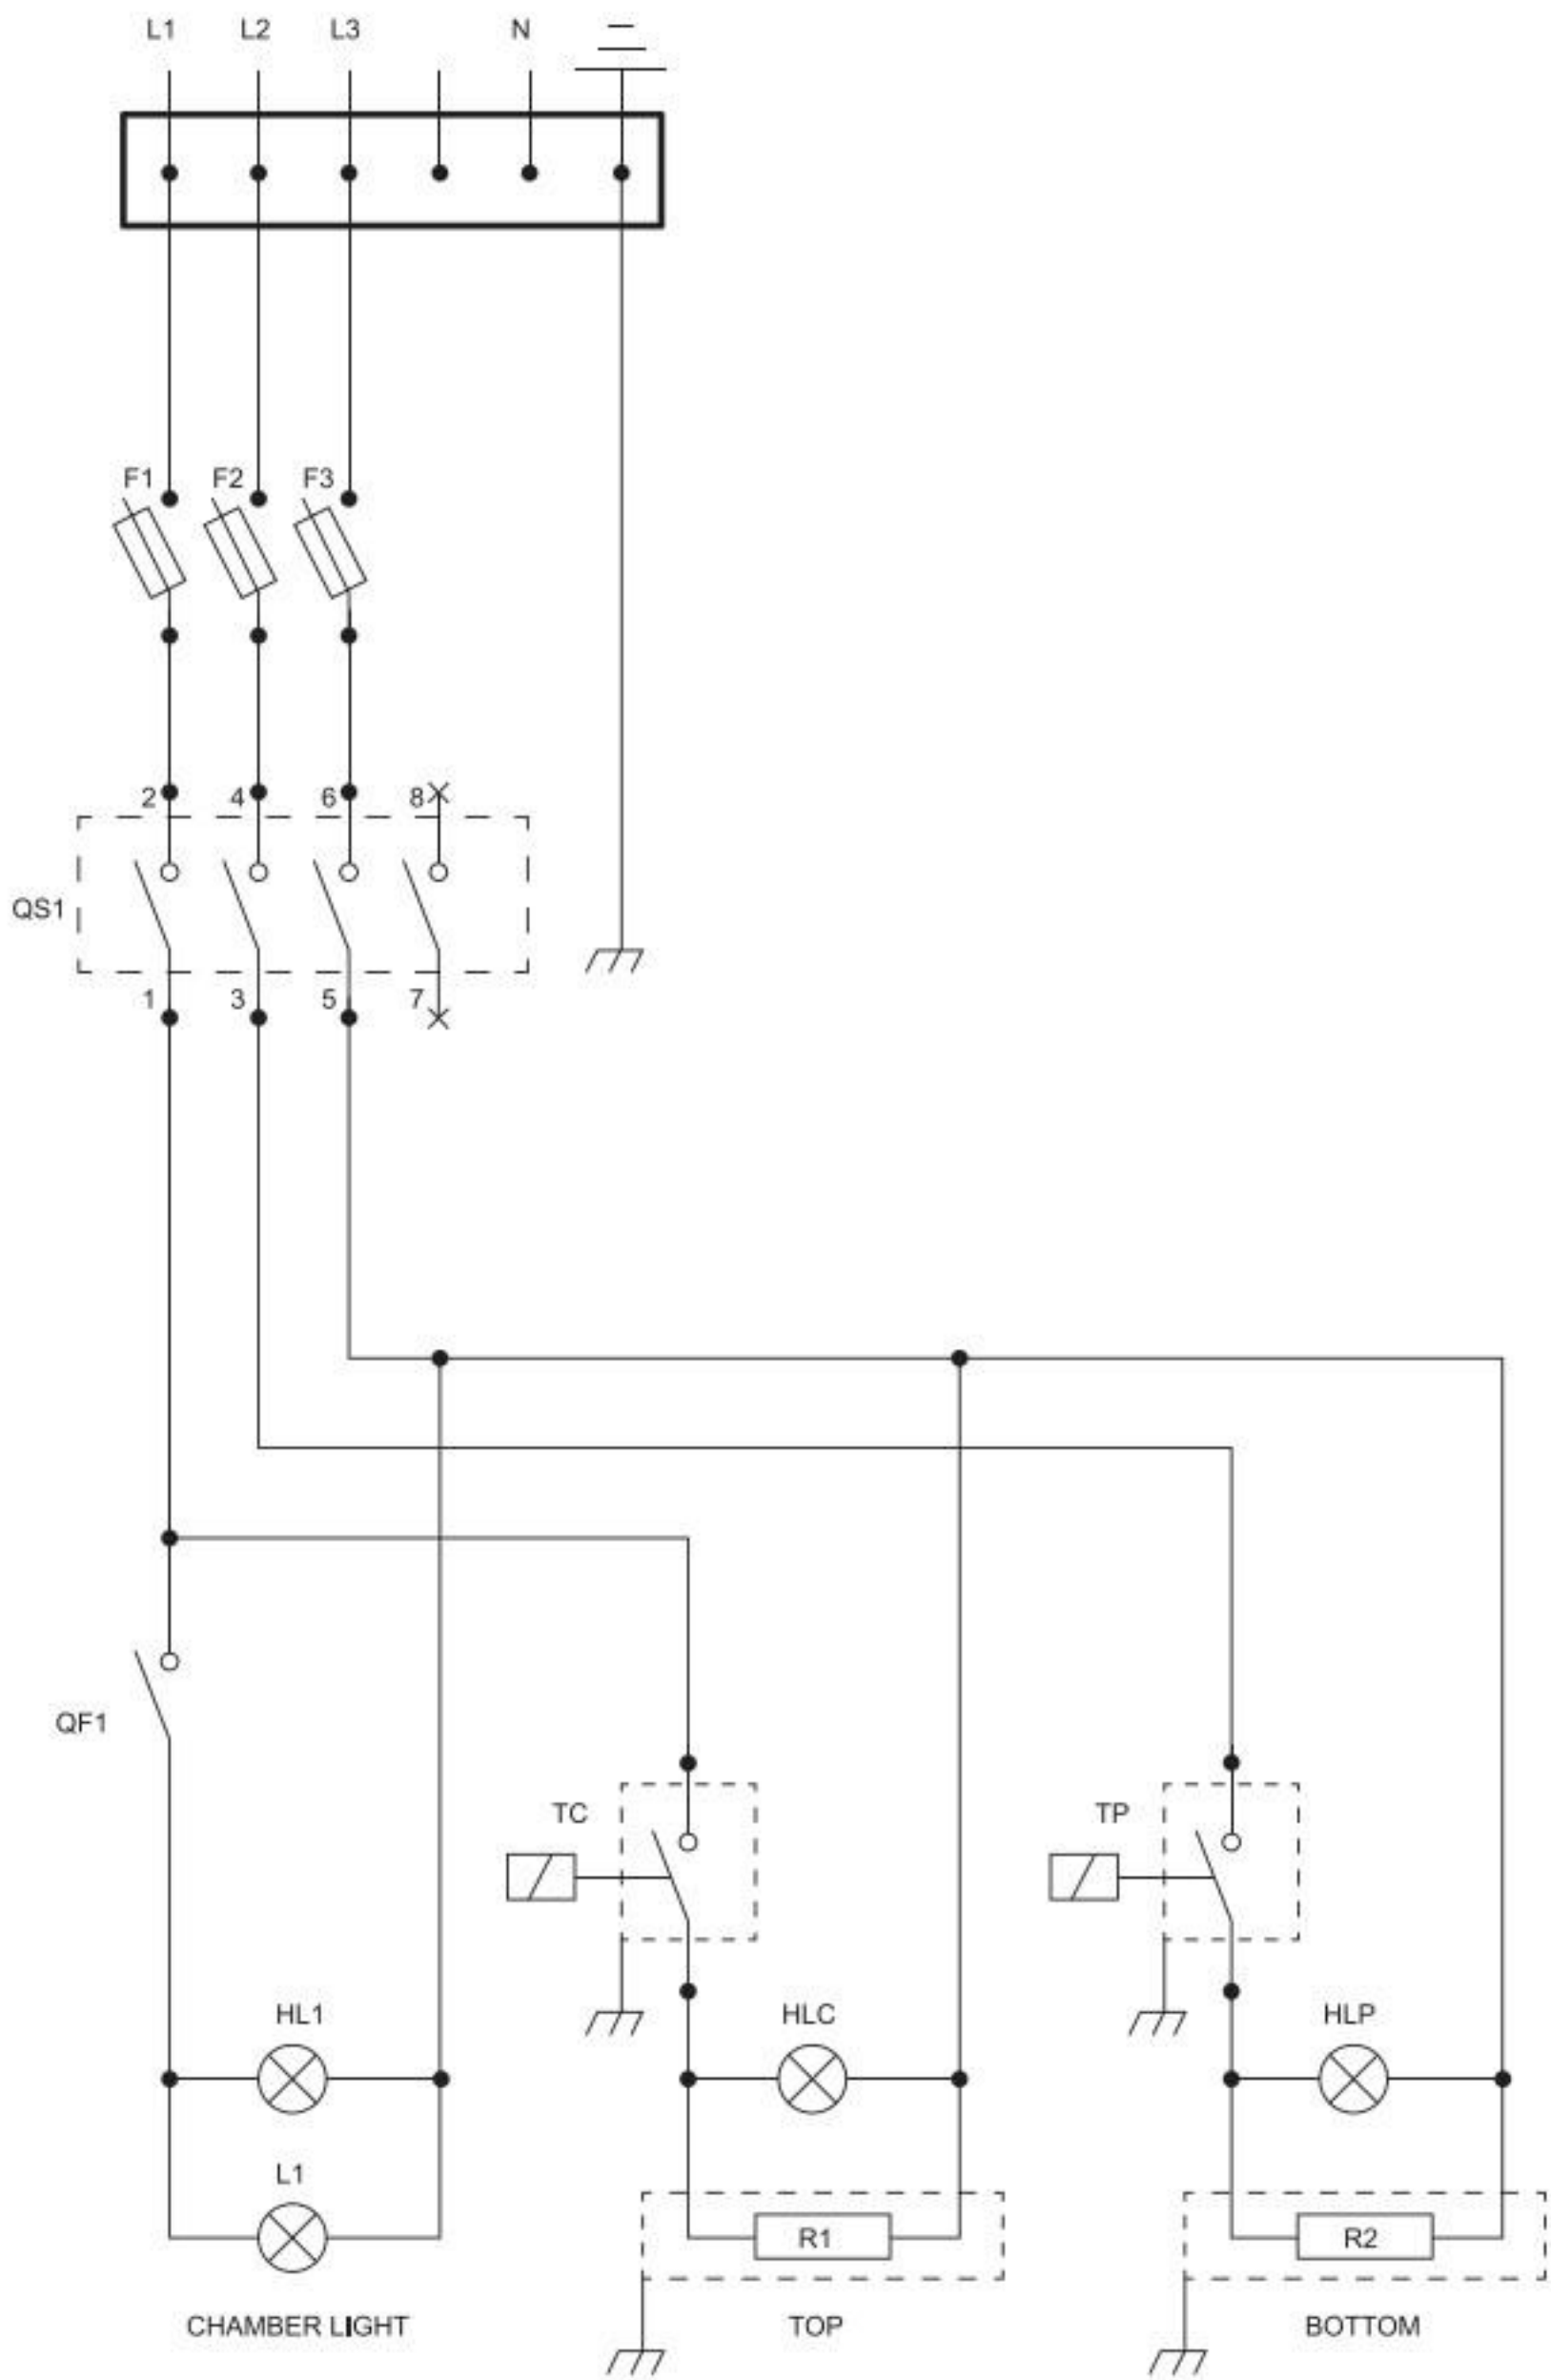 L1 L2 L3 N
F1 F2 F3
2 4 6 8
QS1
1 3 5 7
QF1
TC TP
HL1 HLC HLP
L1
R1 R2
CHAMBER LIGHT TOP BOTTOM